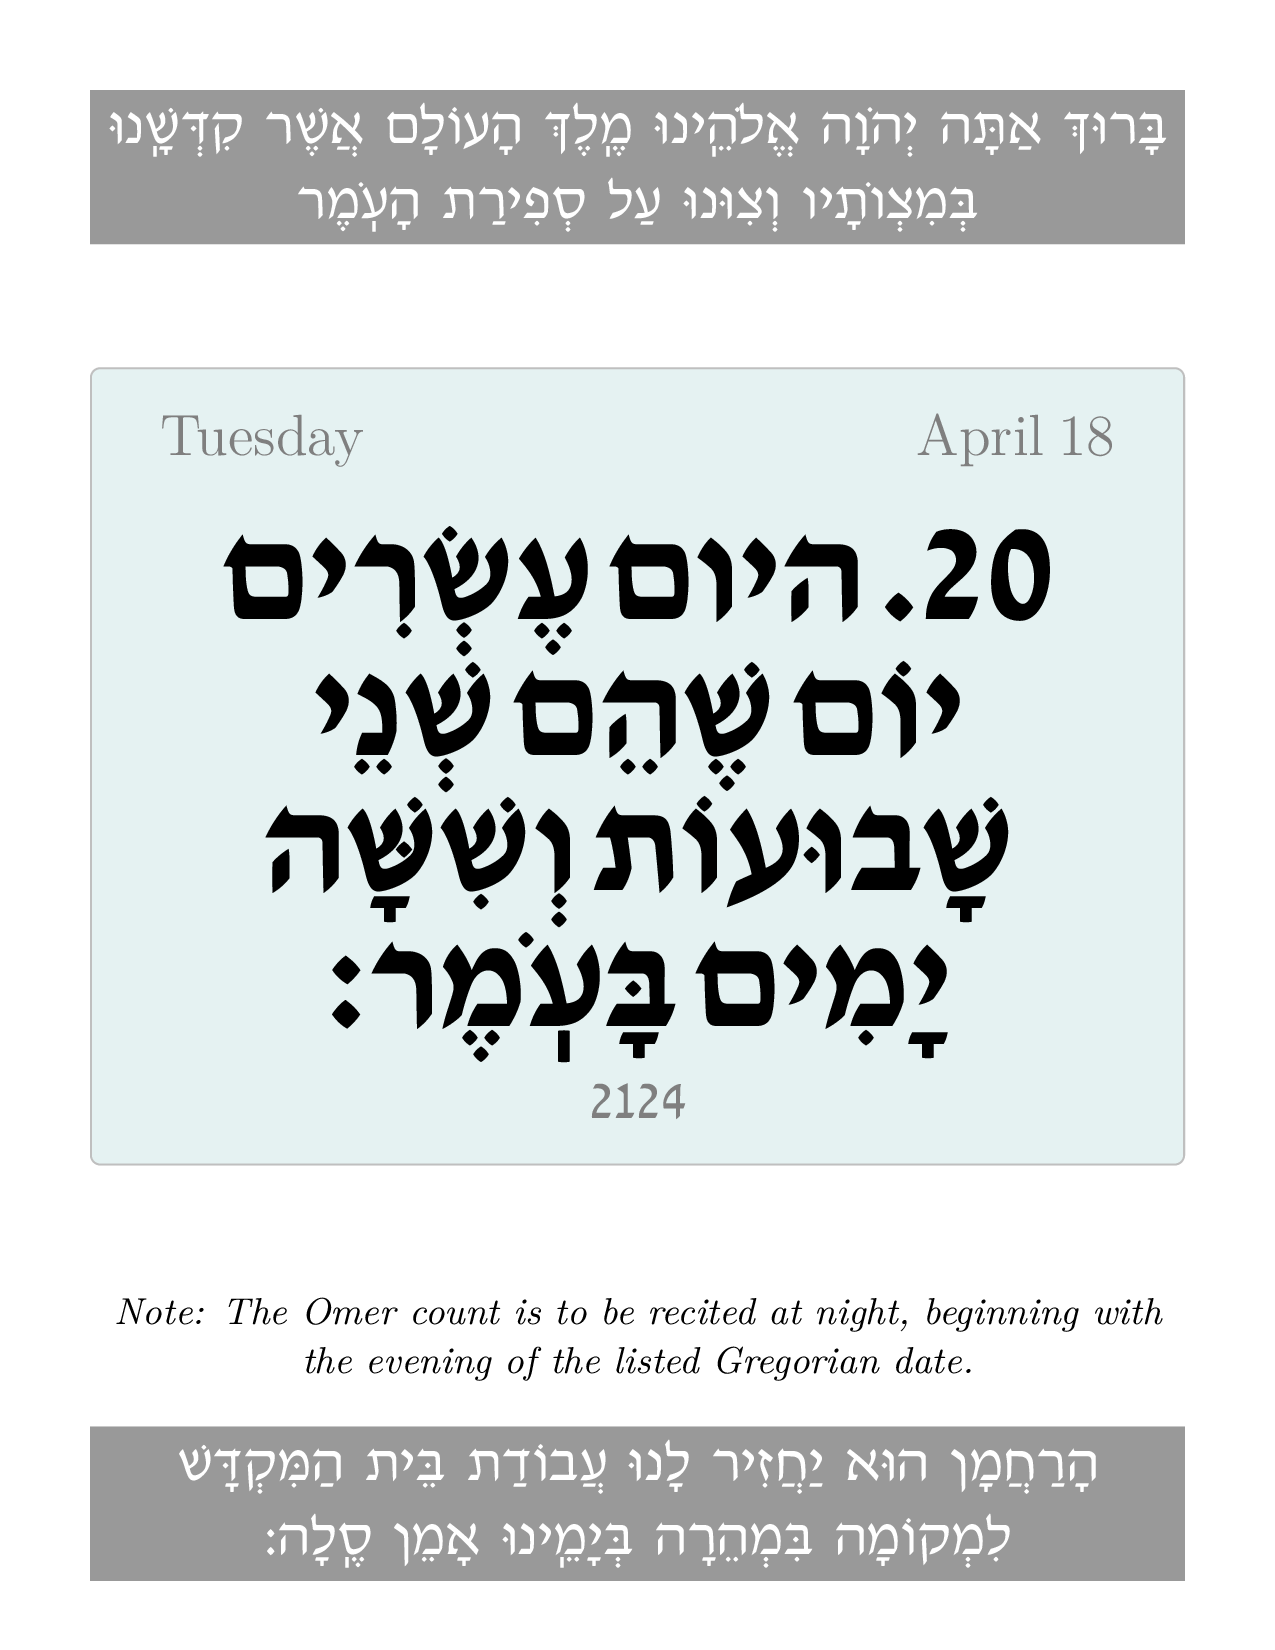 בָּרוּךְ אַתָּה יְהֹוָה אֱלֹהֵֽינוּ מֶֽלֶךְ הָעוֹלָם אֲשֶׁר קִדְּשָֽׁנוּ
בְּמִצְוֹתָיו וְצִוּנוּ עַל סְפִירַת הָעֹֽמֶר
Tuesday April 18
20. היום עֶשְׂרִים
יוֹם שֶׁהֵם שְׁנֵי
שָׁבוּעוֹת וְשִׁשָּׁה
יָמִים בָּעֹֽמֶר:
2124
Note: The Omer count is to be recited at night, beginning with
the evening of the listed Gregorian date.
הָרַחֲמָן הוּא יַחֲזִיר לָנוּ עֲבוֹדַת בֵּית הַמִּקְדָּשׁ
לִמְקוֹמָהּ בִּמְהֵרָה בְּיָמֵֽינוּ אָמֵן סֶֽלָה: